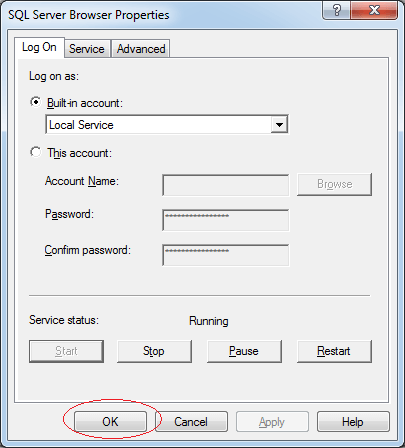 SQL Server Browser Properties
Log On Service Advanced
Log on as:
Built-in account:
Local Service
This account:
Account Name: Browse
Password: ****************
Confirm password: ****************
Service status: Running
Start Stop Pause Restart
OK Cancel Apply Help